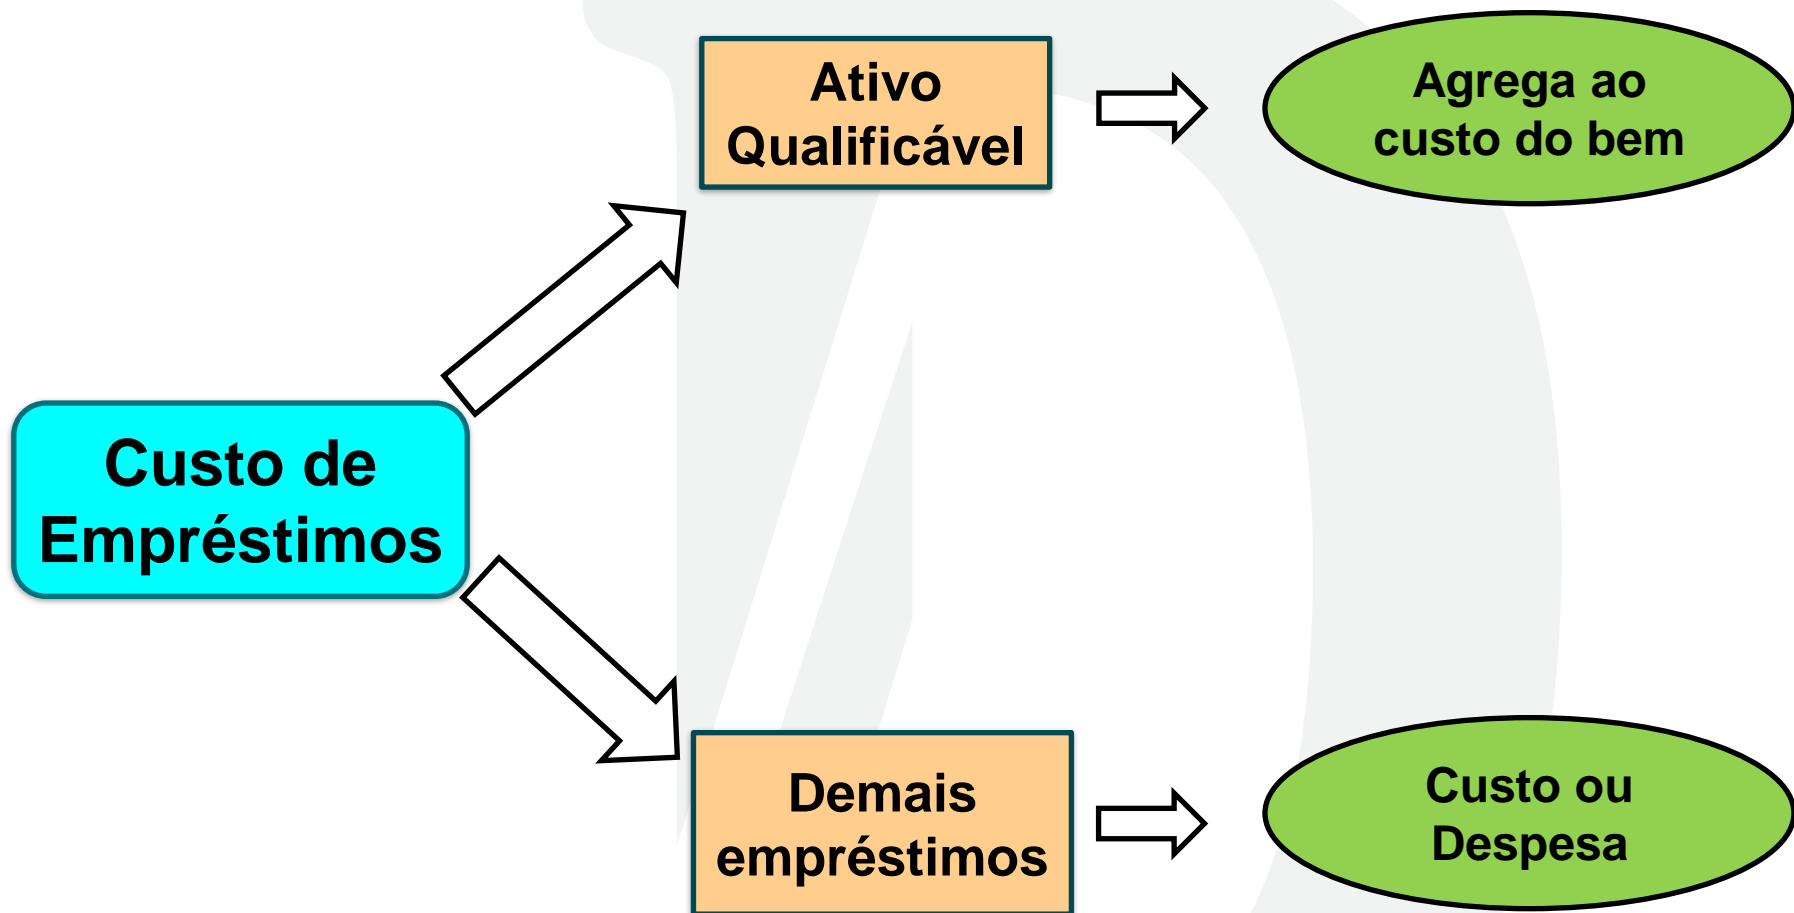 Ativo
Qualificável
Agrega ao
custo do bem
Custo de
Empréstimos
Demais
empréstimos
Custo ou
Despesa